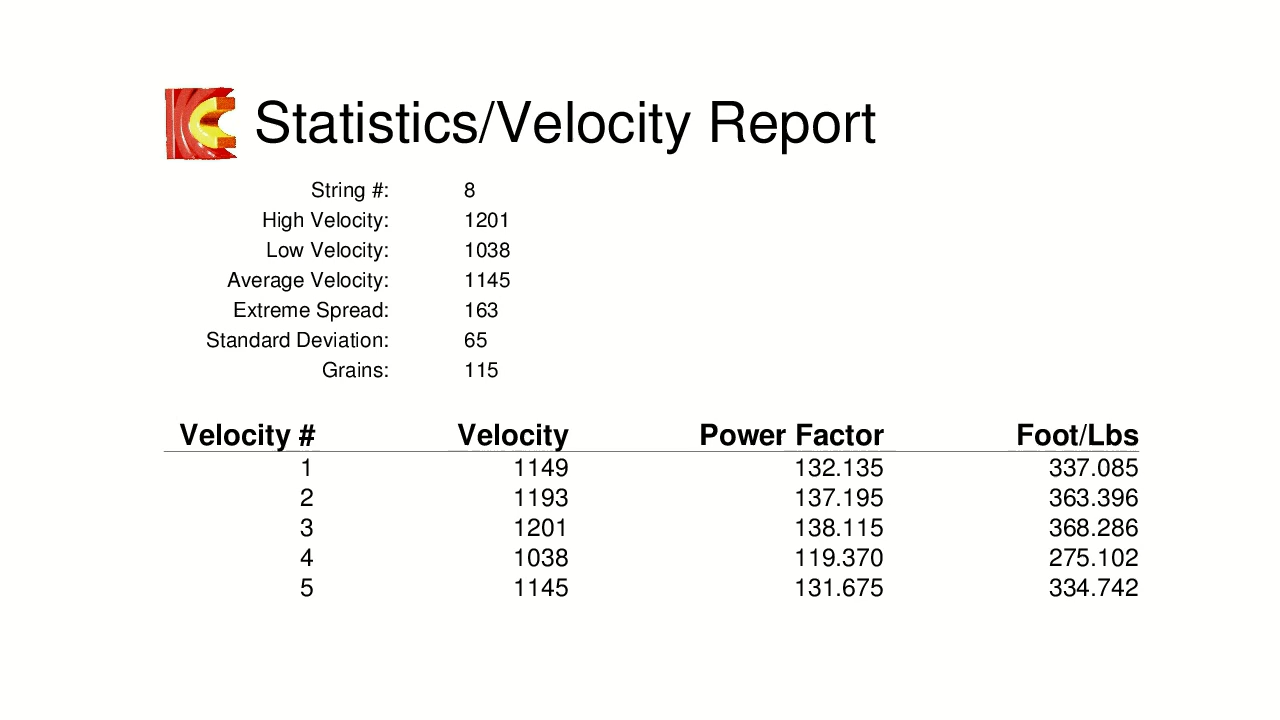 Statistics/Velocity Report
String #: 8
High Velocity: 1201
Low Velocity: 1038
Average Velocity: 1145
Extreme Spread: 163
Standard Deviation: 65
Grains: 115
Velocity # Velocity Power Factor Foot/Lbs
1 1149 132.135 337.085
2 1193 137.195 363.396
3 1201 138.115 368.286
4 1038 119.370 275.102
5 1145 131.675 334.742